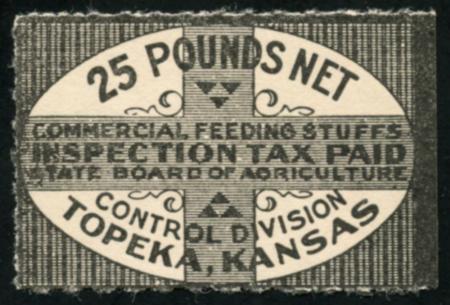 25 POUNDS NET
COMMERCIAL FEEDING STUFFS
INSPECTION TAX PAID
STATE BOARD OF AGRICULTURE
CONTROL DIVISION
TOPEKA, KANSAS